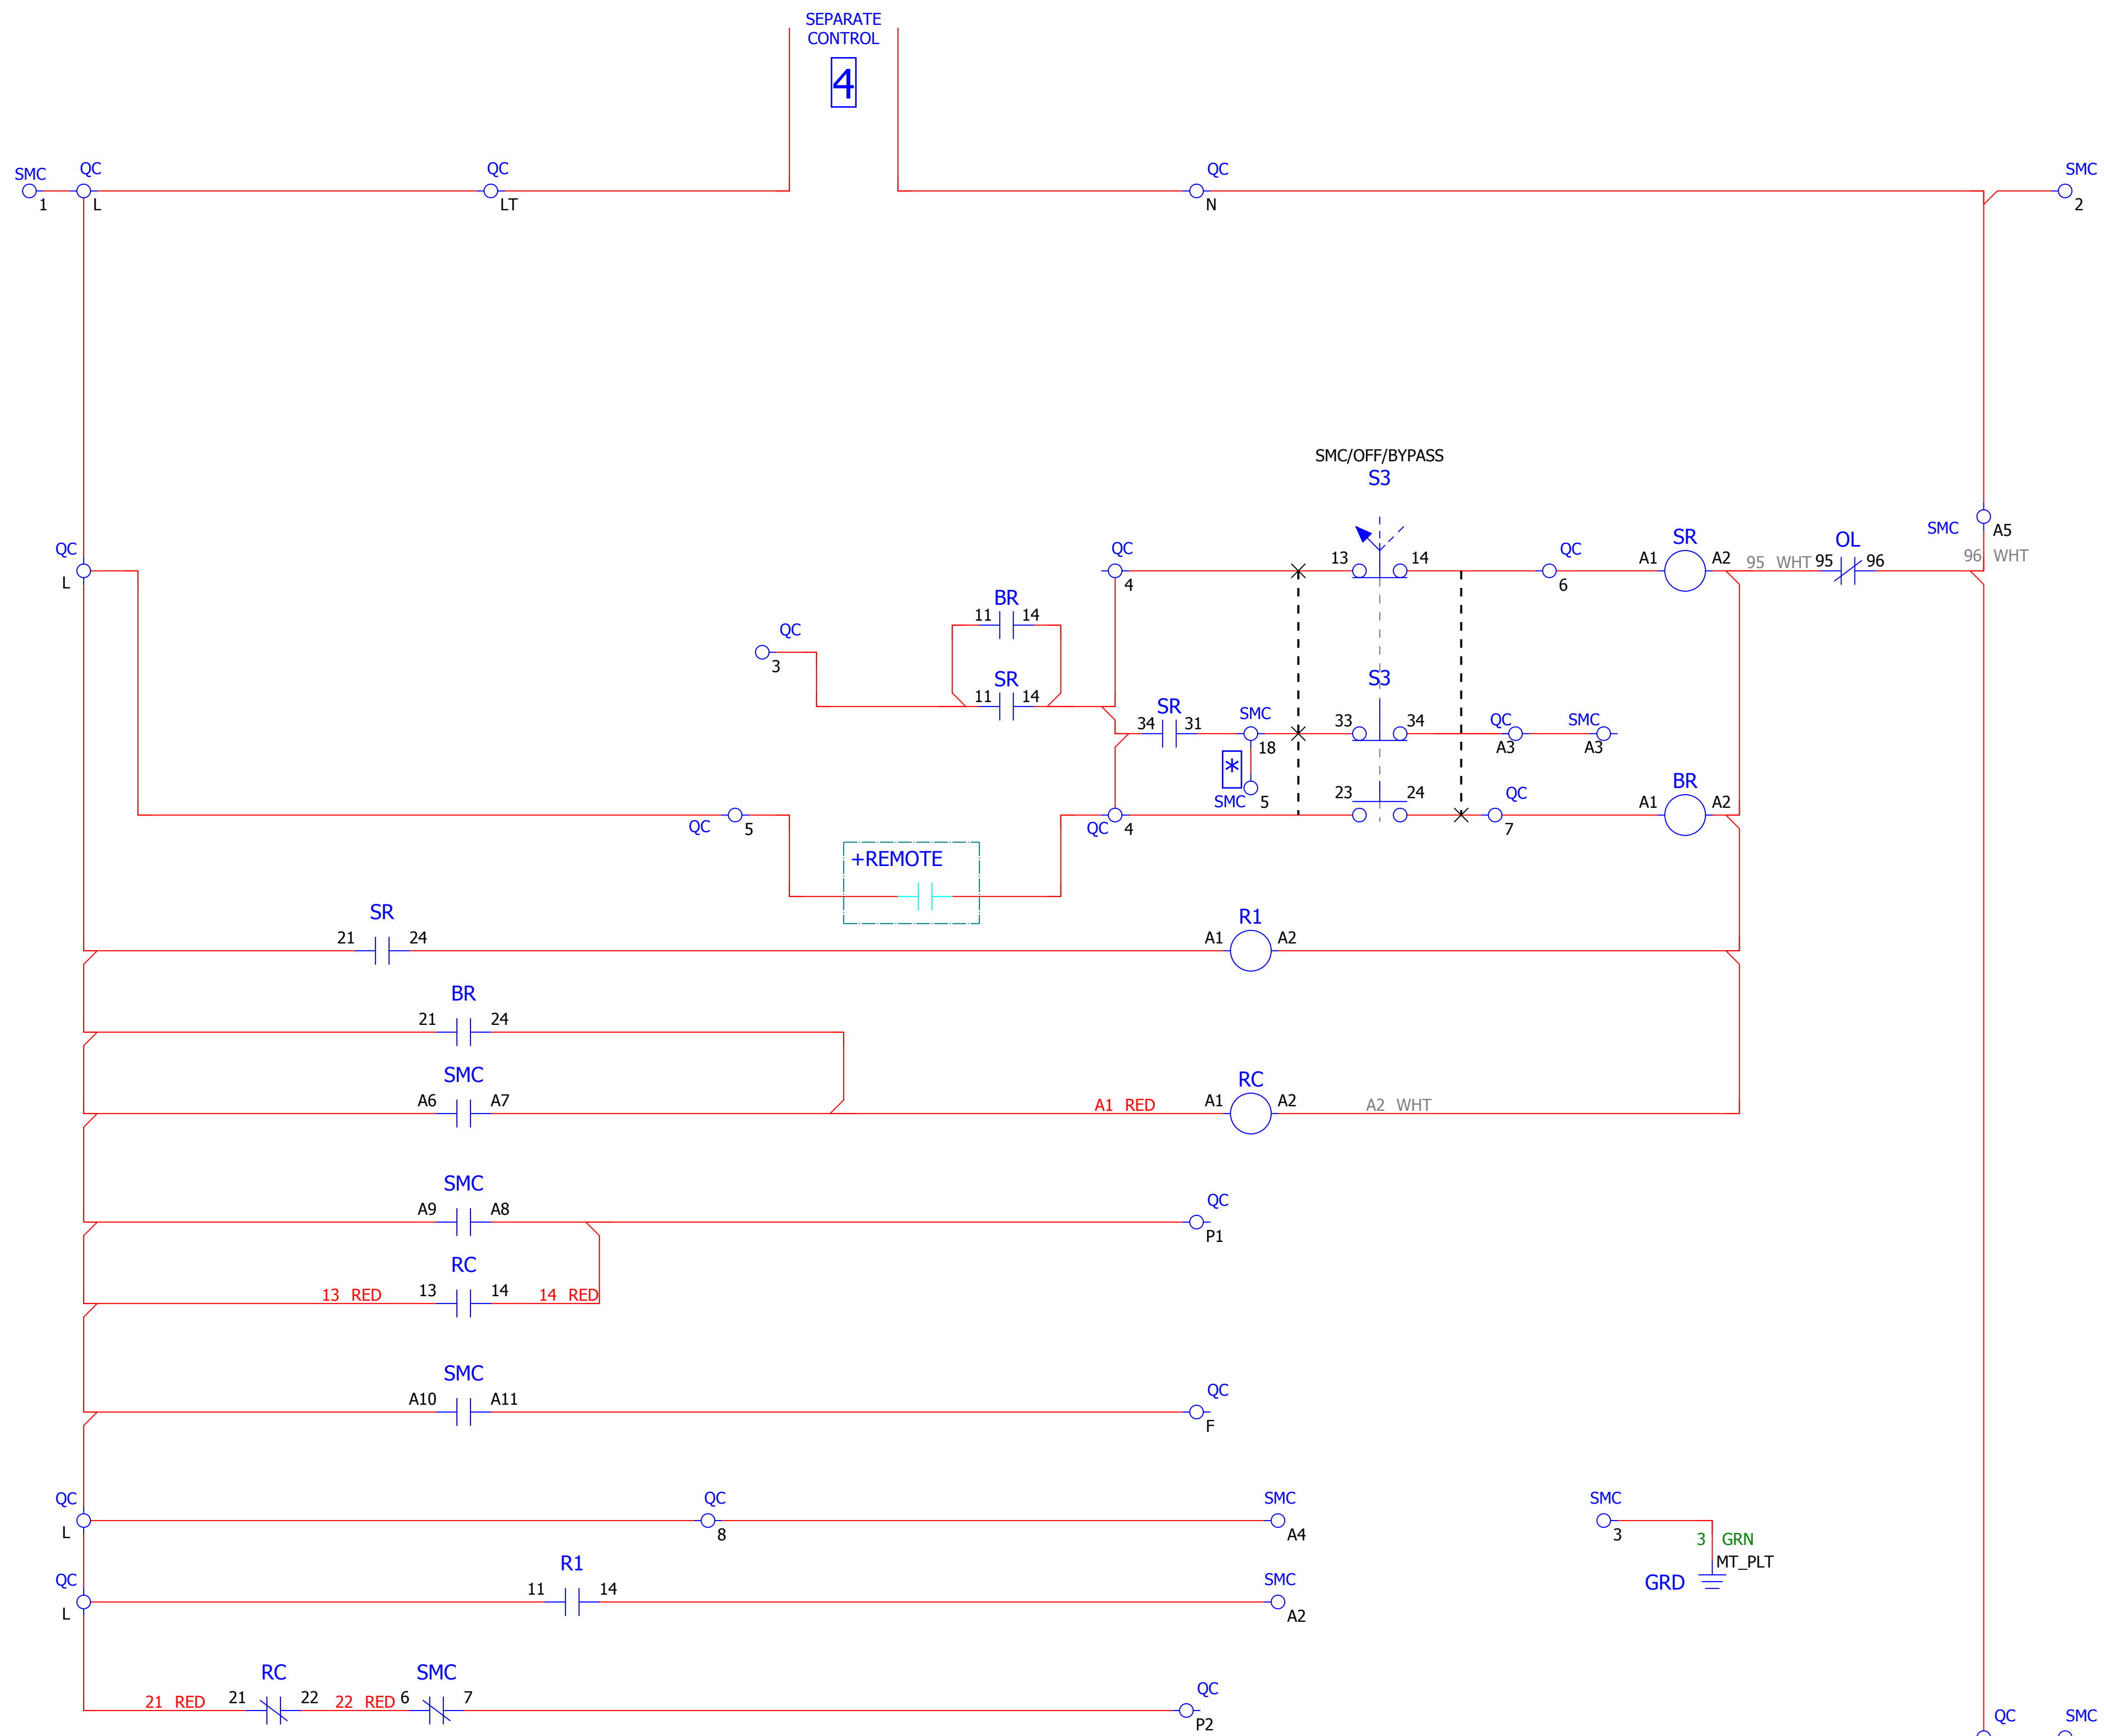 SEPARATE
CONTROL
4
SMC
1
QC
L
QC
LT
QC
N
SMC
2
SMC/OFF/BYPASS
S3
QC
L
QC
4
13
14
QC
6
SR
A1
A2
95 WHT
OL
95
96
SMC
A5
96 WHT
BR
11
14
QC
3
SR
11
14
SR
34
31
SMC
18
S3
33
34
QC
A3
SMC
A3
*
SMC
5
QC
5
QC
4
23
24
QC
7
BR
A1
A2
+REMOTE
SR
21
24
R1
A1
A2
BR
21
24
SMC
A6
A7
A1 RED
RC
A1
A2
A2 WHT
SMC
A9
A8
QC
P1
RC
13 RED
13
14
14 RED
SMC
A10
A11
QC
F
QC
L
QC
8
SMC
A4
SMC
3
3 GRN
MT_PLT
GRD
QC
L
R1
11
14
SMC
A2
RC
21 RED
21
22
22 RED
SMC
6
7
QC
P2
QC
SMC